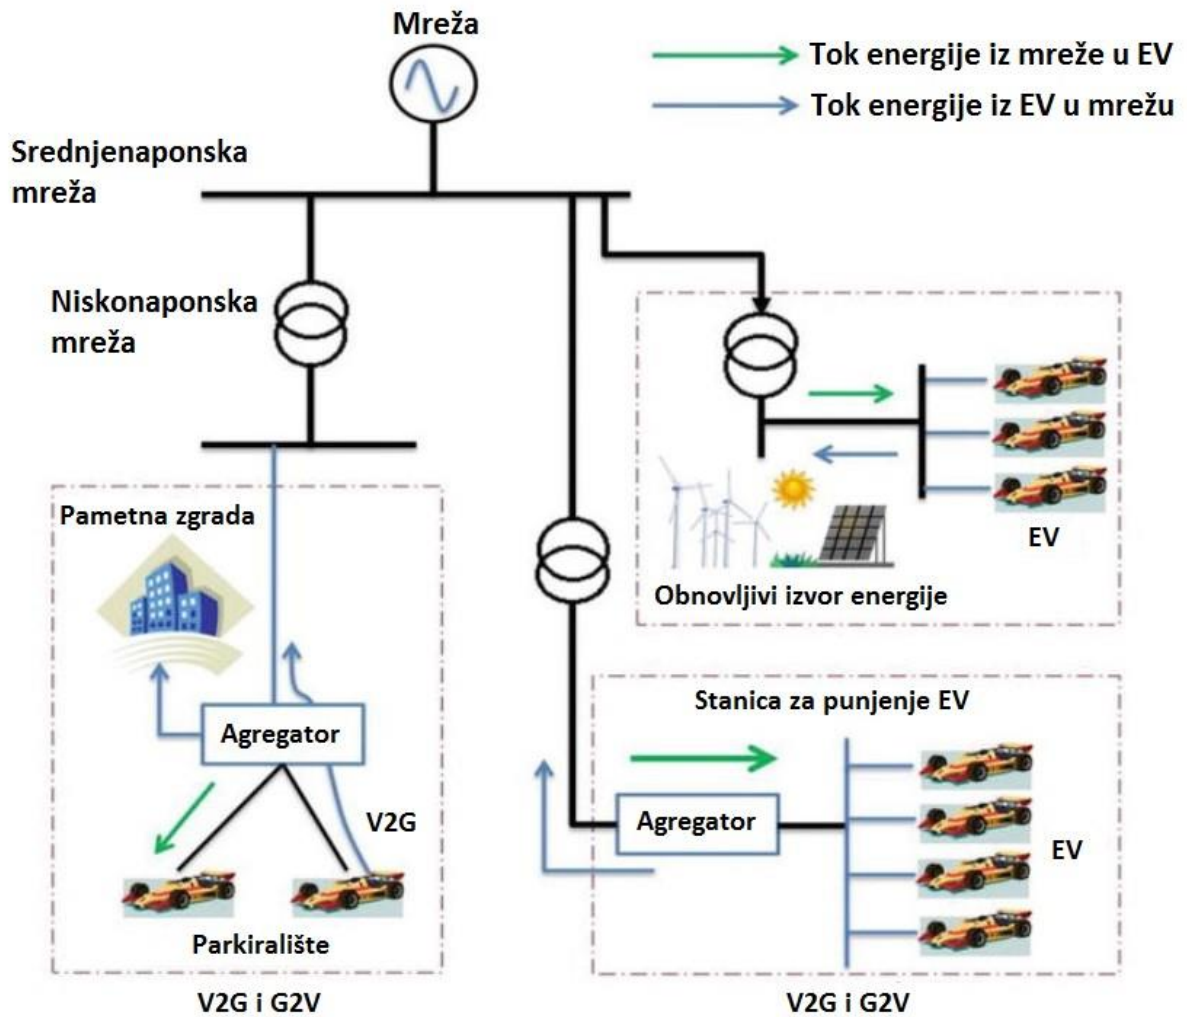 Mreža
Tok energije iz mreže u EV
Tok energije iz EV u mrežu
Srednjenaponska
mreža
Niskonaponska
mreža
Pametna zgrada
Agregator
V2G
Parkiralište
V2G i G2V
EV
Obnovljivi izvor energije
Stanica za punjenje EV
Agregator
EV
V2G i G2V